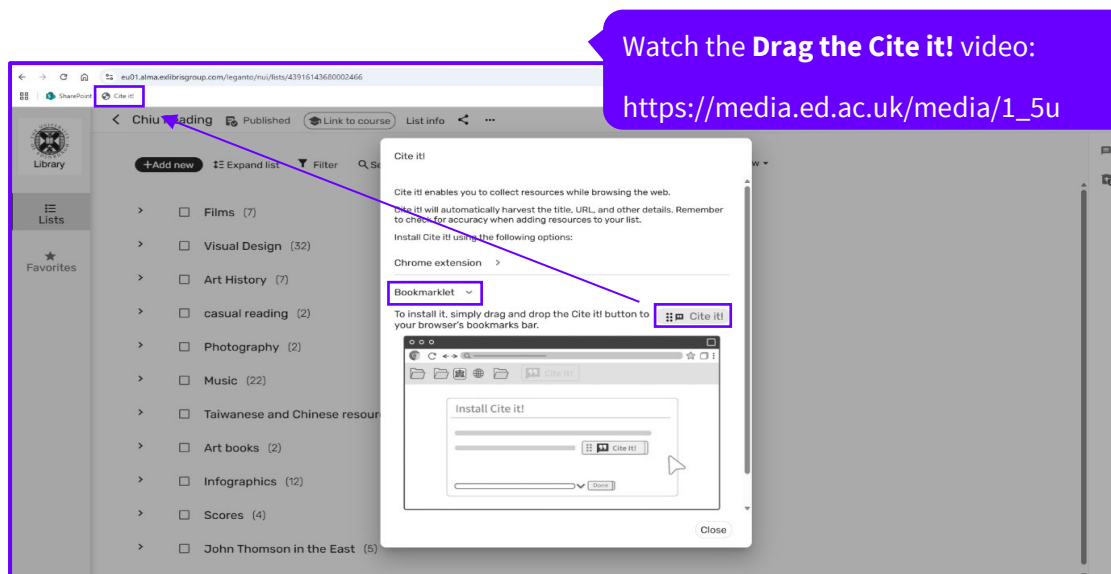 Watch the Drag the Cite it! video:
https://media.ed.ac.uk/media/1_5u
eu01.alma.exlibrisgroup.com/leganto/nui/lists/43916143680002466
SharePoint
Cite it!
Chiu Reading
Published
Link to course
List info
Library
Lists
Favorites
+Add new
Expand list
Filter
Films (7)
Visual Design (32)
Art History (7)
casual reading (2)
Photography (2)
Music (22)
Taiwanese and Chinese resour
Art books (2)
Infographics (12)
Scores (4)
John Thomson in the East (5)
Cite it!
Cite it! enables you to collect resources while browsing the web.
Cite it! will automatically harvest the title, URL, and other details. Remember
to check for accuracy when adding resources to your list.
Install Cite it! using the following options:
Chrome extension
Bookmarklet
To install it, simply drag and drop the Cite it! button to
your browser's bookmarks bar.
Cite it!
Cite It!
Install Cite it!
Cite It!
Done
Close